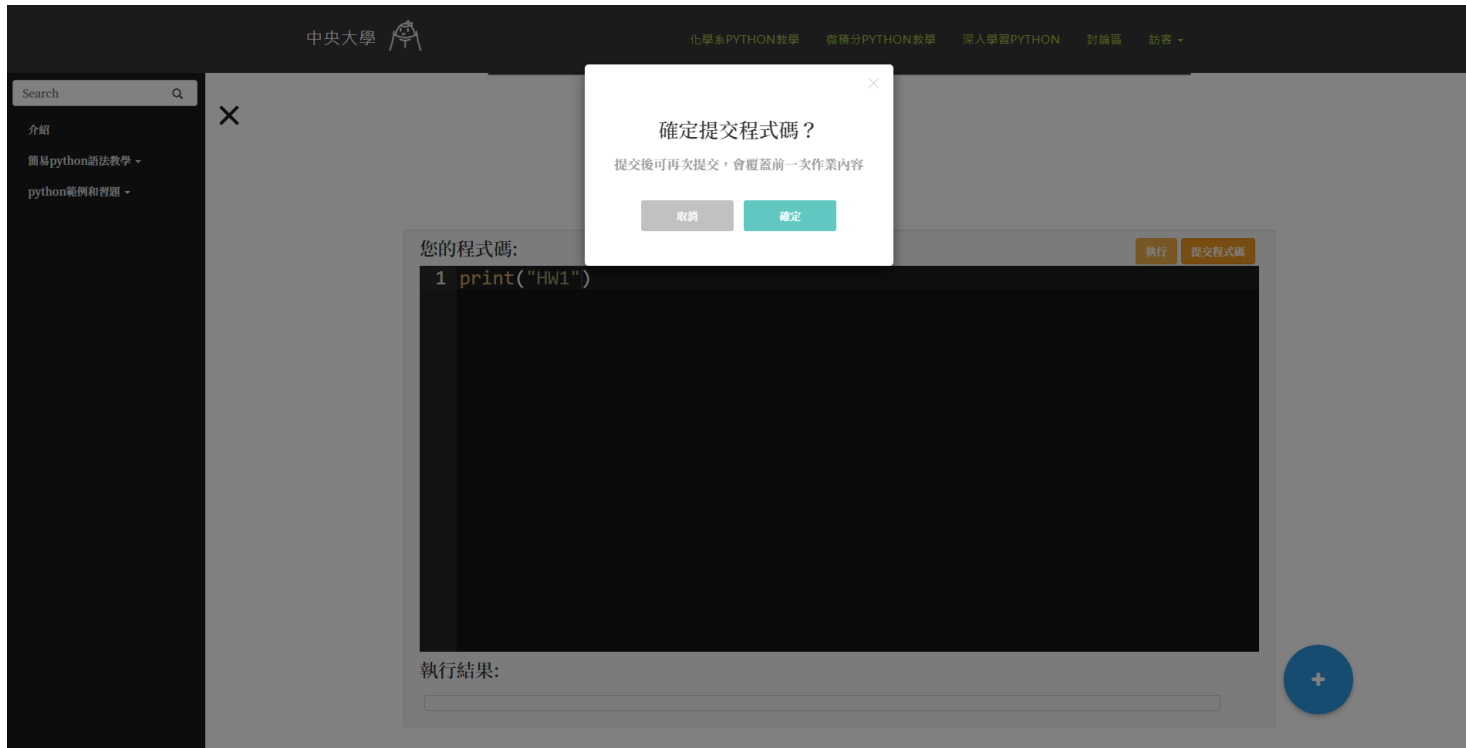 中央大學
化學系PYTHON教學 微積分PYTHON教學 深入學習PYTHON 討論區 訪客
Search
介紹
簡易python語法教學
python範例和習題
×
確定提交程式碼？
提交後可再次提交，會覆蓋前一次作業內容
取消 確定
您的程式碼:
執行 提交程式碼
1 print("HW1")
執行結果: